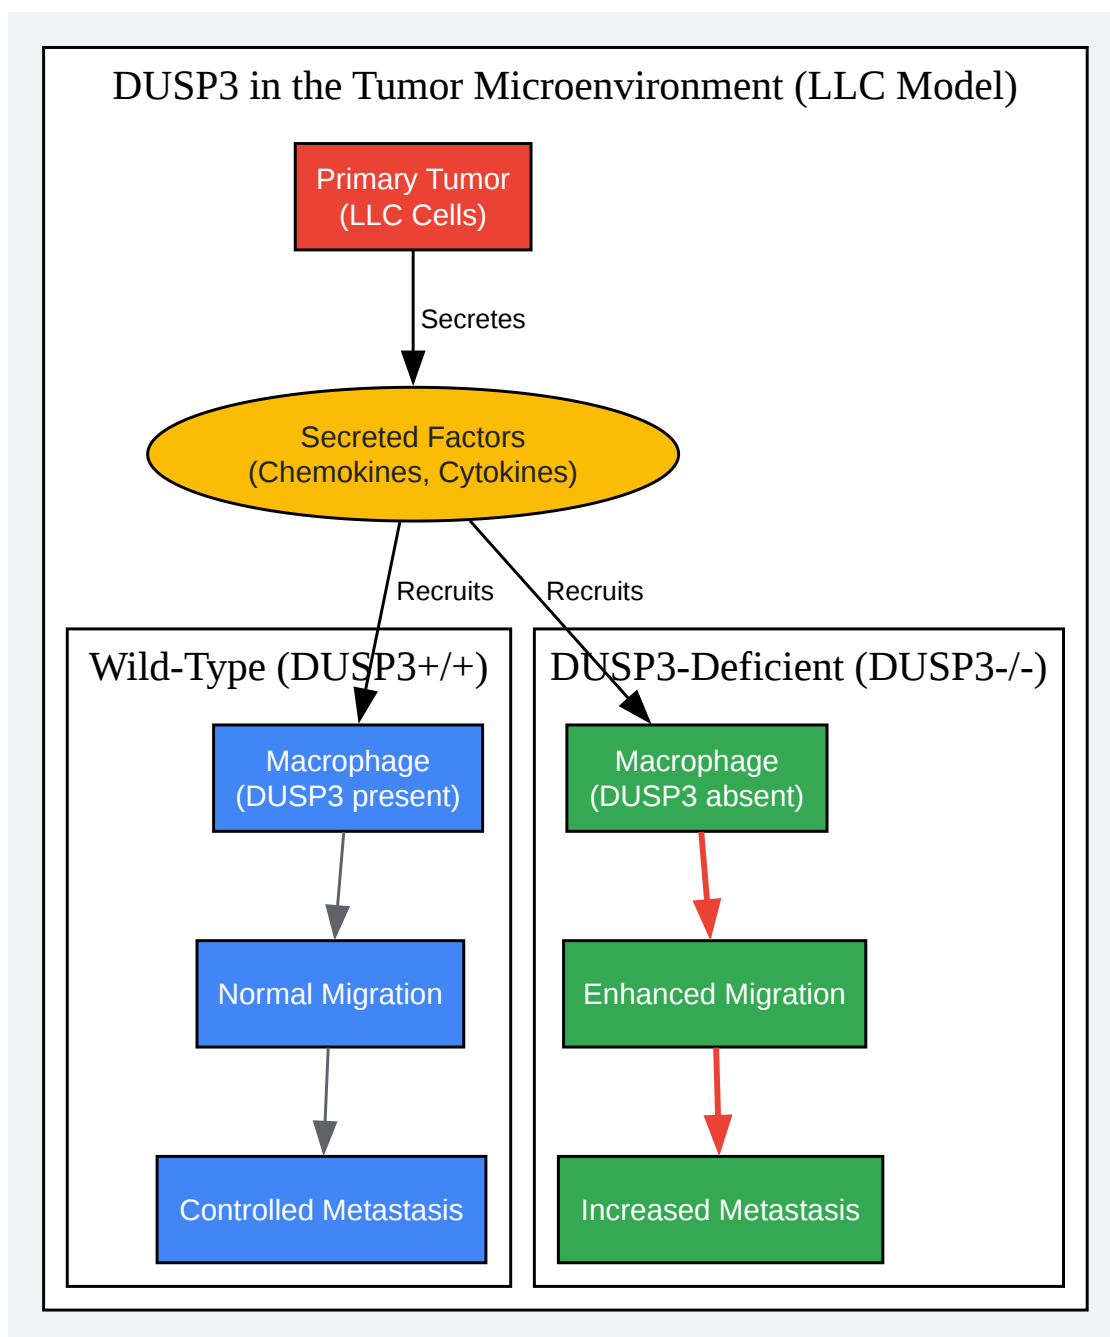 DUSP3 in the Tumor Microenvironment (LLC Model)
Primary Tumor
(LLC Cells)
Secretes
Secreted Factors
(Chemokines, Cytokines)
Recruits
Recruits
Wild-Type (DUSP3+/+)
Macrophage
(DUSP3 present)
Normal Migration
Controlled Metastasis
DUSP3-Deficient (DUSP3-/-)
Macrophage
(DUSP3 absent)
Enhanced Migration
Increased Metastasis